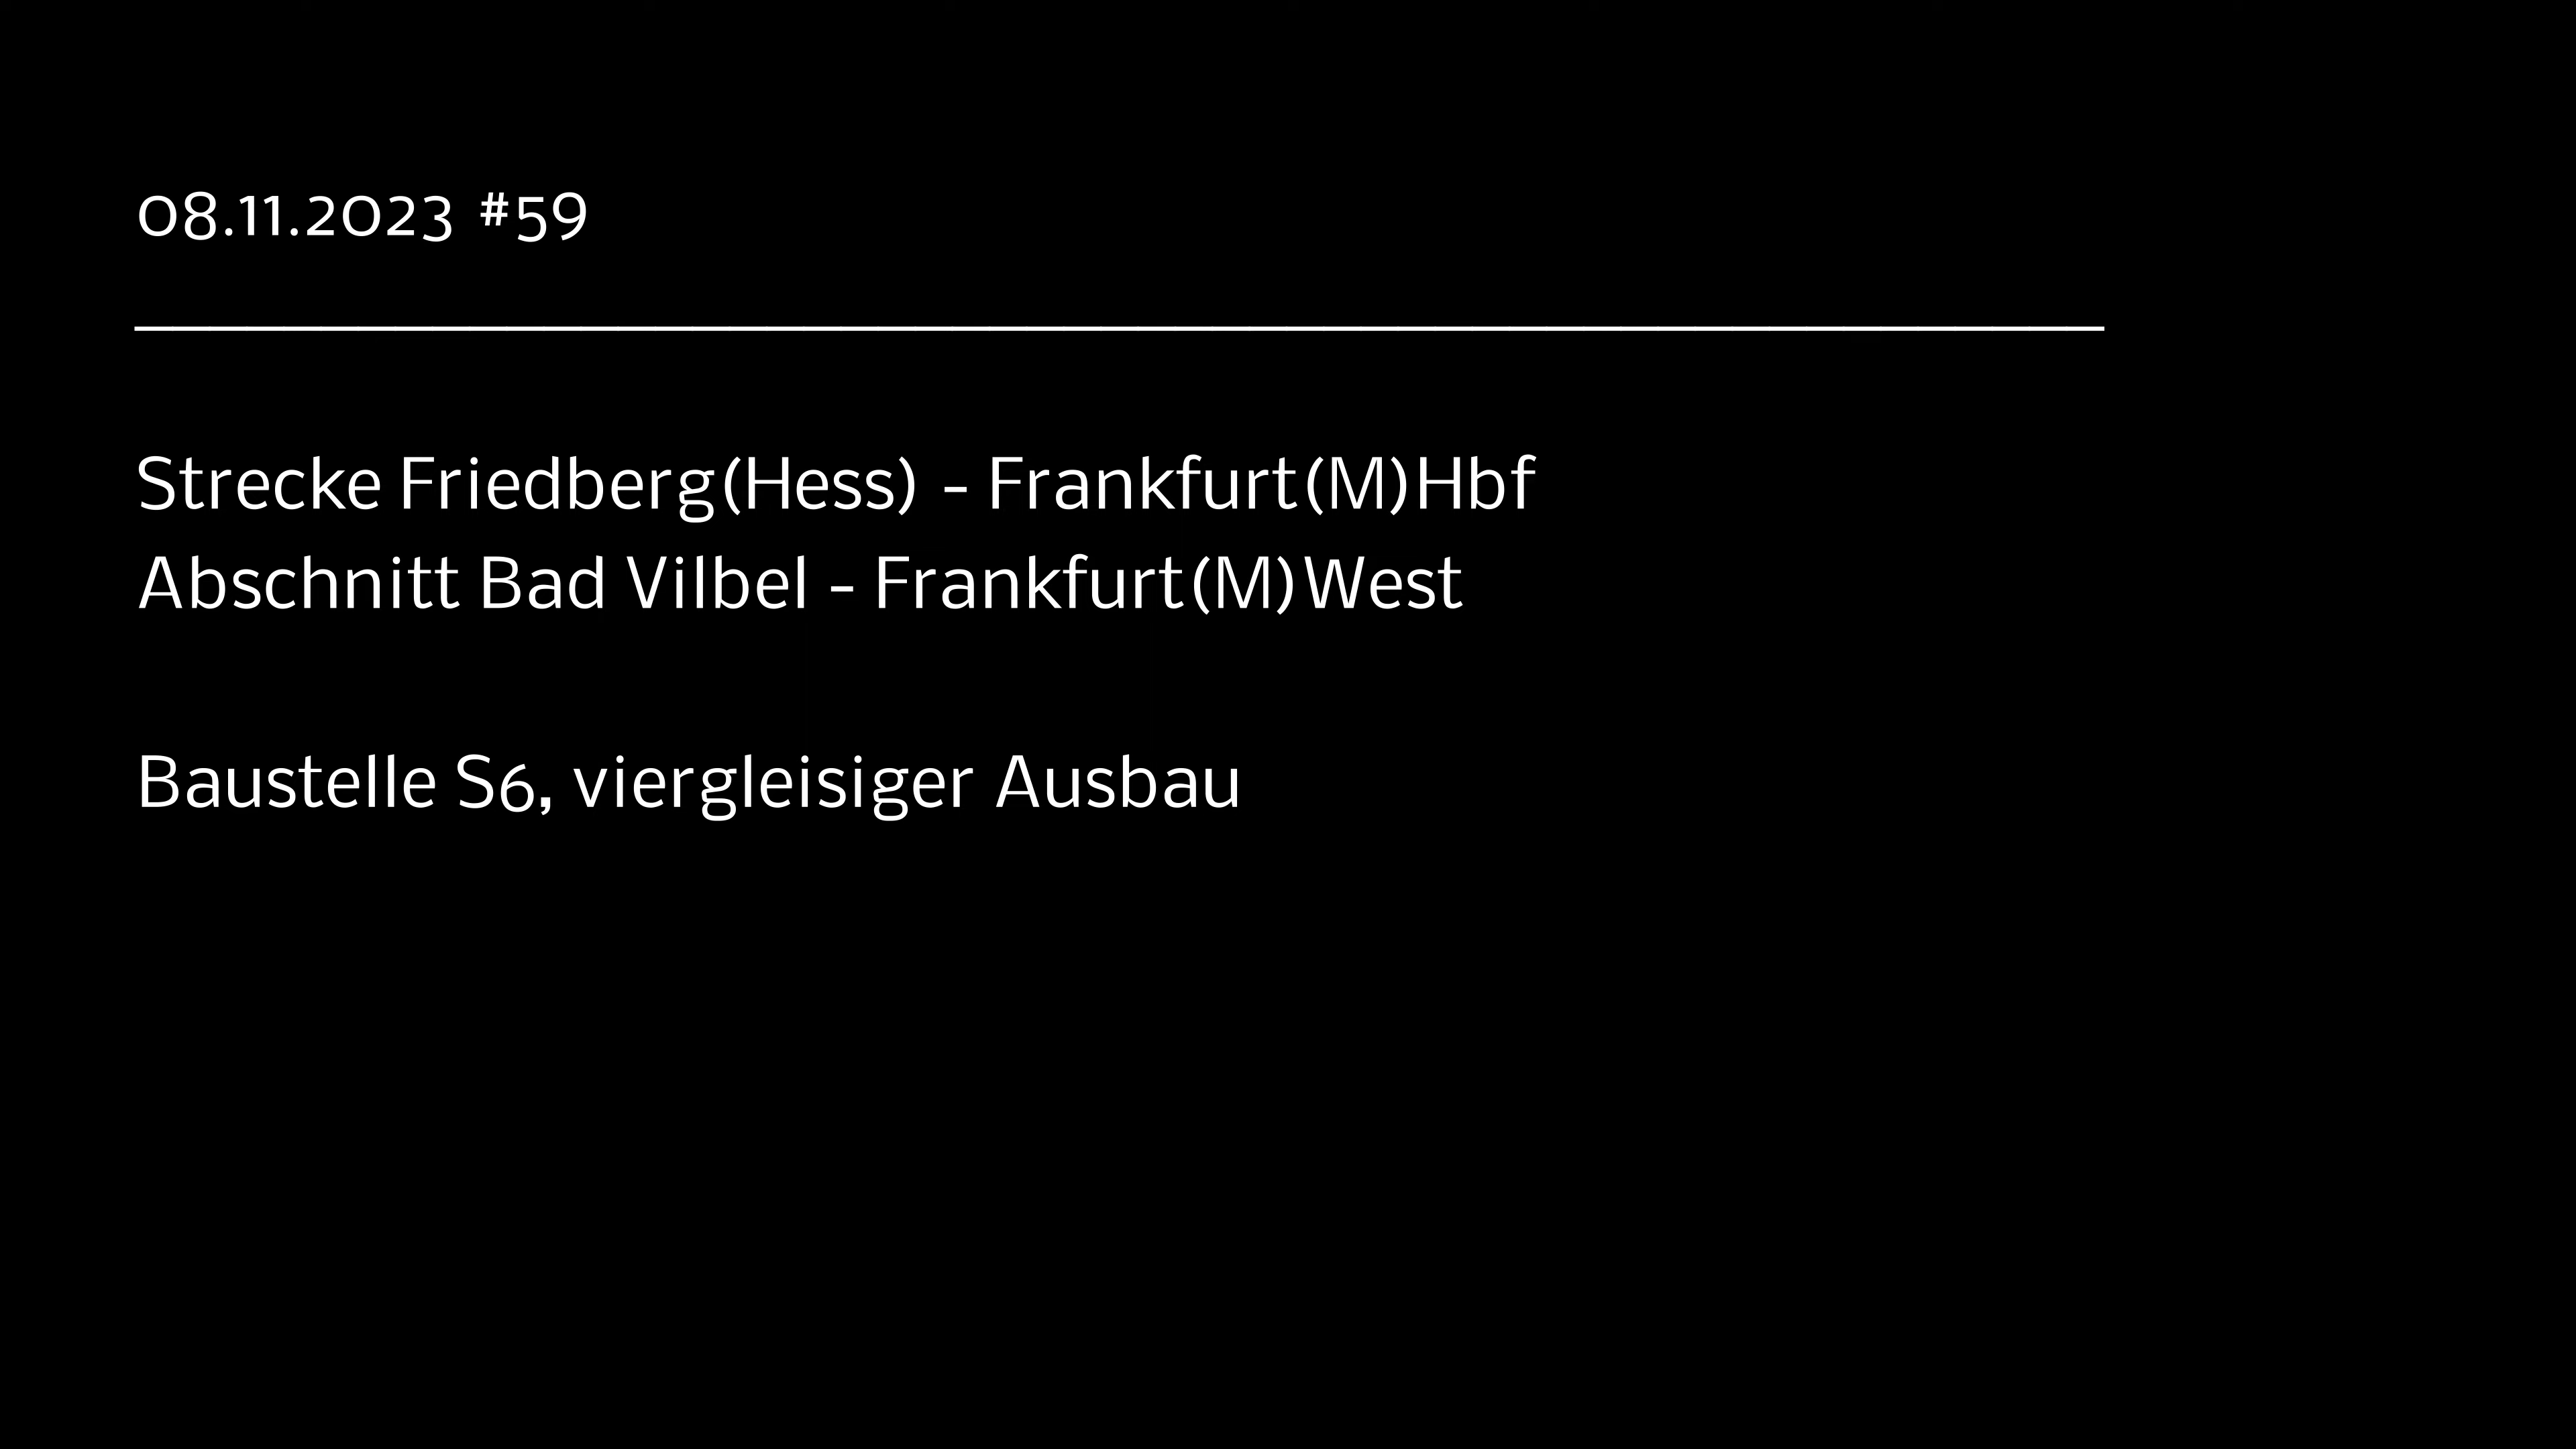 08.11.2023 #59
Strecke Friedberg(Hess) - Frankfurt(M)Hbf
Abschnitt Bad Vilbel - Frankfurt(M)West
Baustelle S6, viergleisiger Ausbau